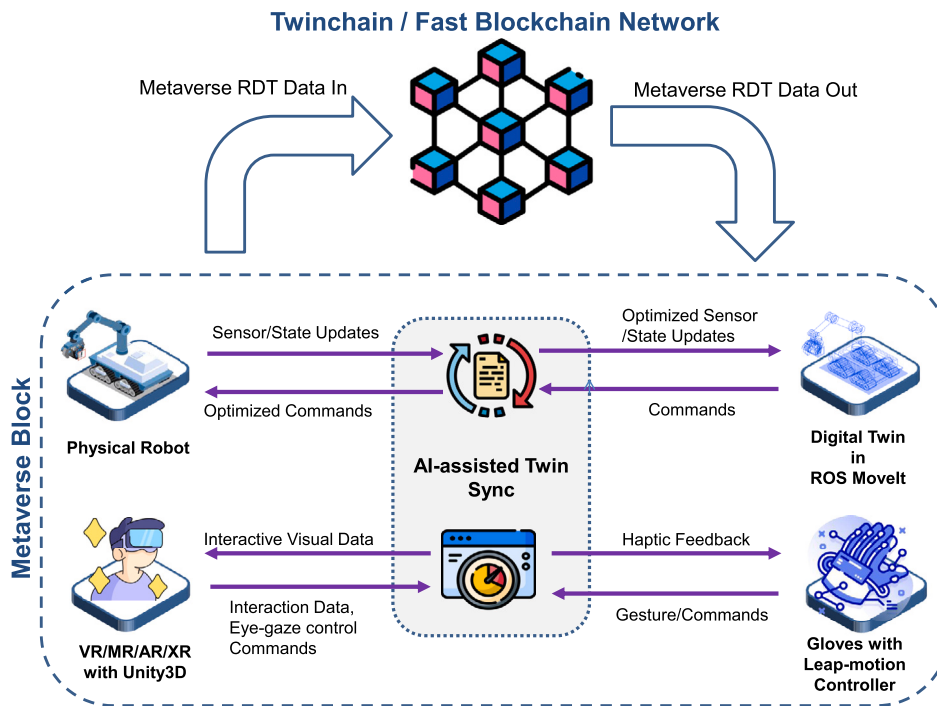 Twinchain / Fast Blockchain Network
Metaverse RDT Data In
Metaverse RDT Data Out
Metaverse Block
Sensor/State Updates
Optimized Commands
Physical Robot
Optimized Sensor
/State Updates
Commands
Digital Twin
in
ROS MoveIt
AI-assisted Twin
Sync
Interactive Visual Data
Interaction Data,
Eye-gaze control
Commands
VR/MR/AR/XR
with Unity3D
Haptic Feedback
Gesture/Commands
Gloves with
Leap-motion
Controller